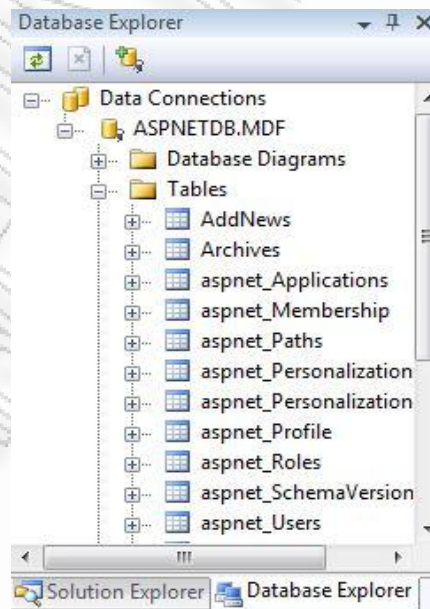 Database Explorer
Data Connections
ASPNETDB.MDF
Database Diagrams
Tables
AddNews
Archives
aspnet_Applications
aspnet_Membership
aspnet_Paths
aspnet_Personalization
aspnet_Personalization
aspnet_Profile
aspnet_Roles
aspnet_SchemaVersion
aspnet_Users
Solution Explorer Database Explorer